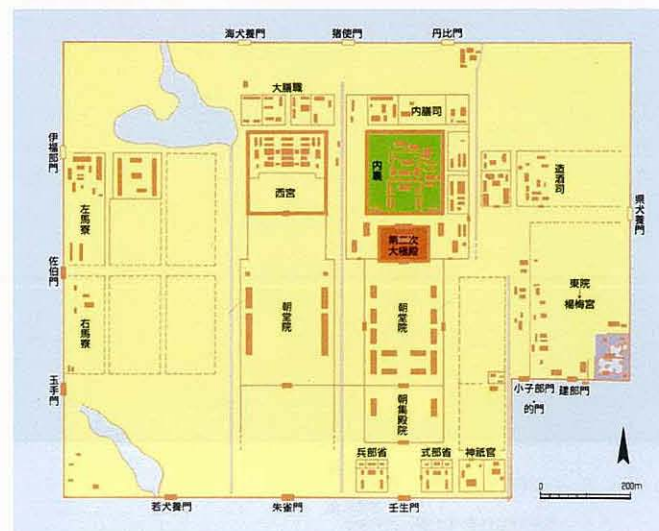 海犬養門
猪使門
丹比門
大膳職
内膳司
伊福部門
内裏
造酒司
西宮
左馬寮
県犬養門
第二次
大極殿
佐伯門
東院
↓
楊梅宮
朝堂院
朝堂院
右馬寮
玉手門
小子部門
建部門
・
的門
朝集殿院
兵部省
式部省
神祇官
0
200m
若犬養門
朱雀門
壬生門